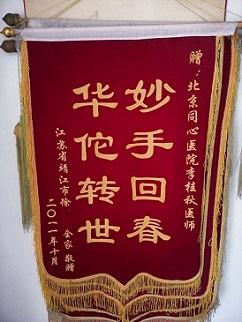 赠：北京同心医院李桂秋医师
妙手回春
华佗转世
江苏省靖江市徐
全家敬赠
二〇一一年十月